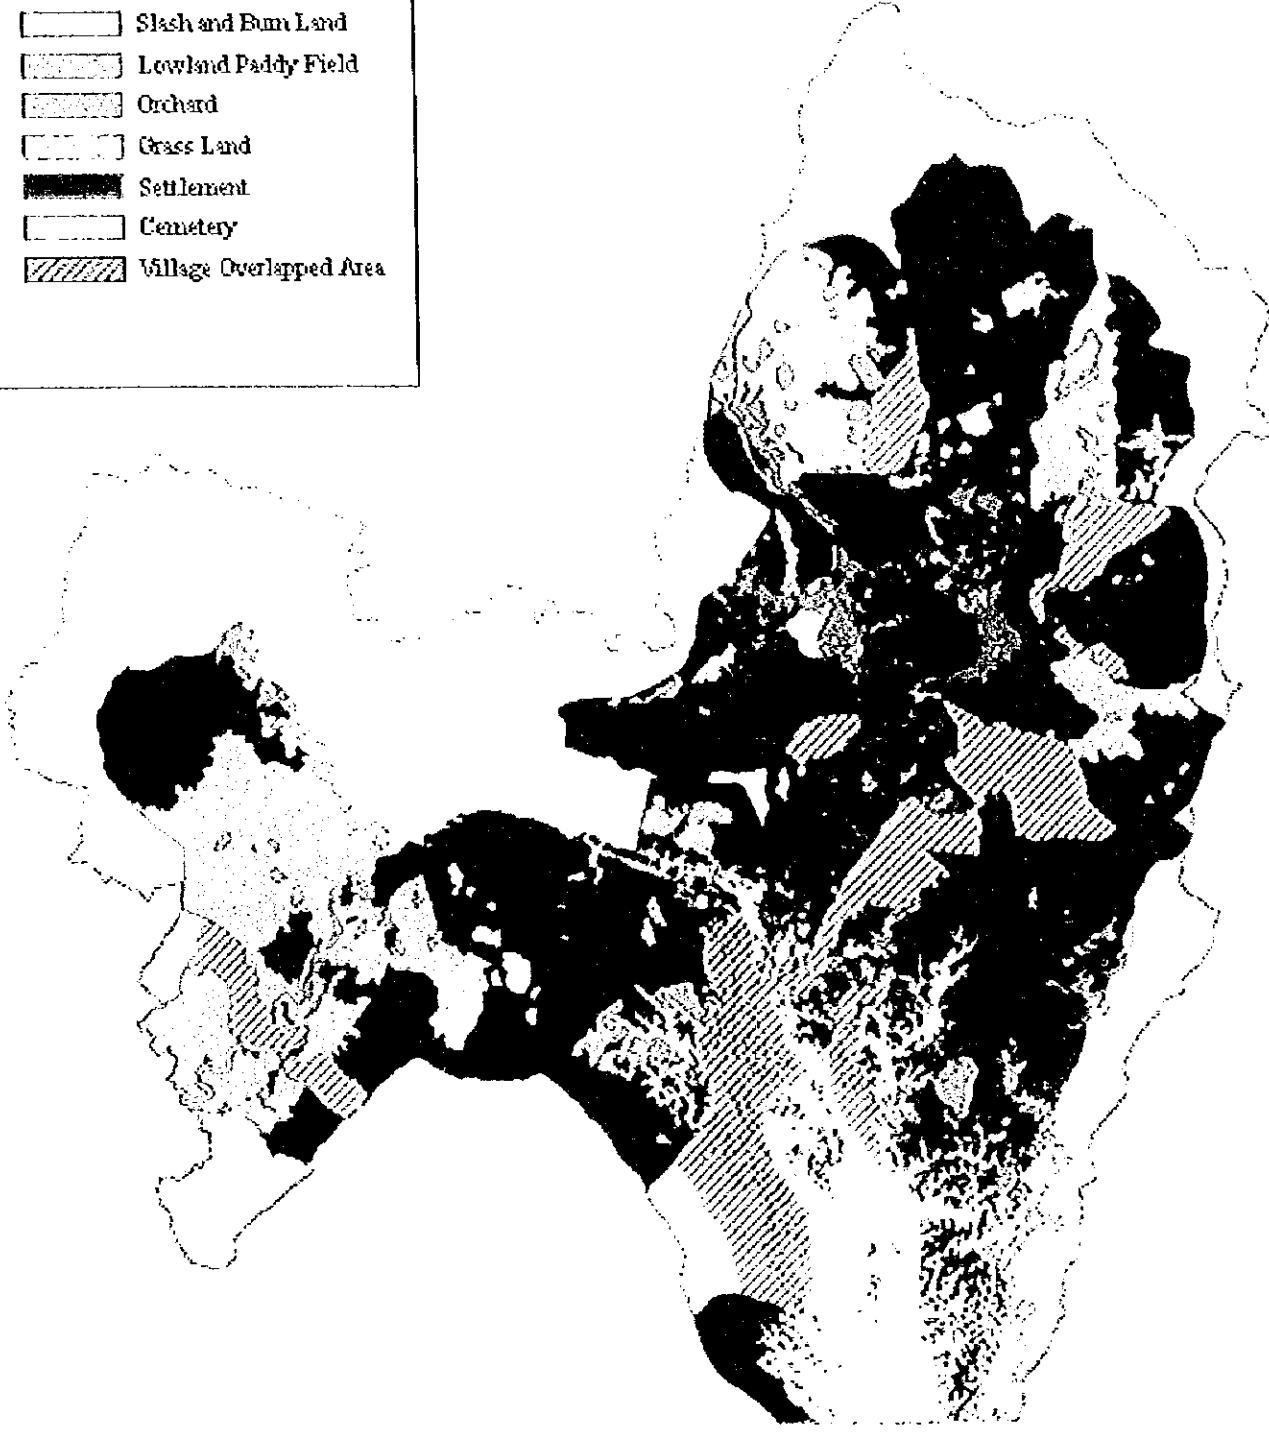 Slash and Burn Land
Lowland Paddy Field
Orchard
Grass Land
Settlement
Cemetery
Village Overlapped Area